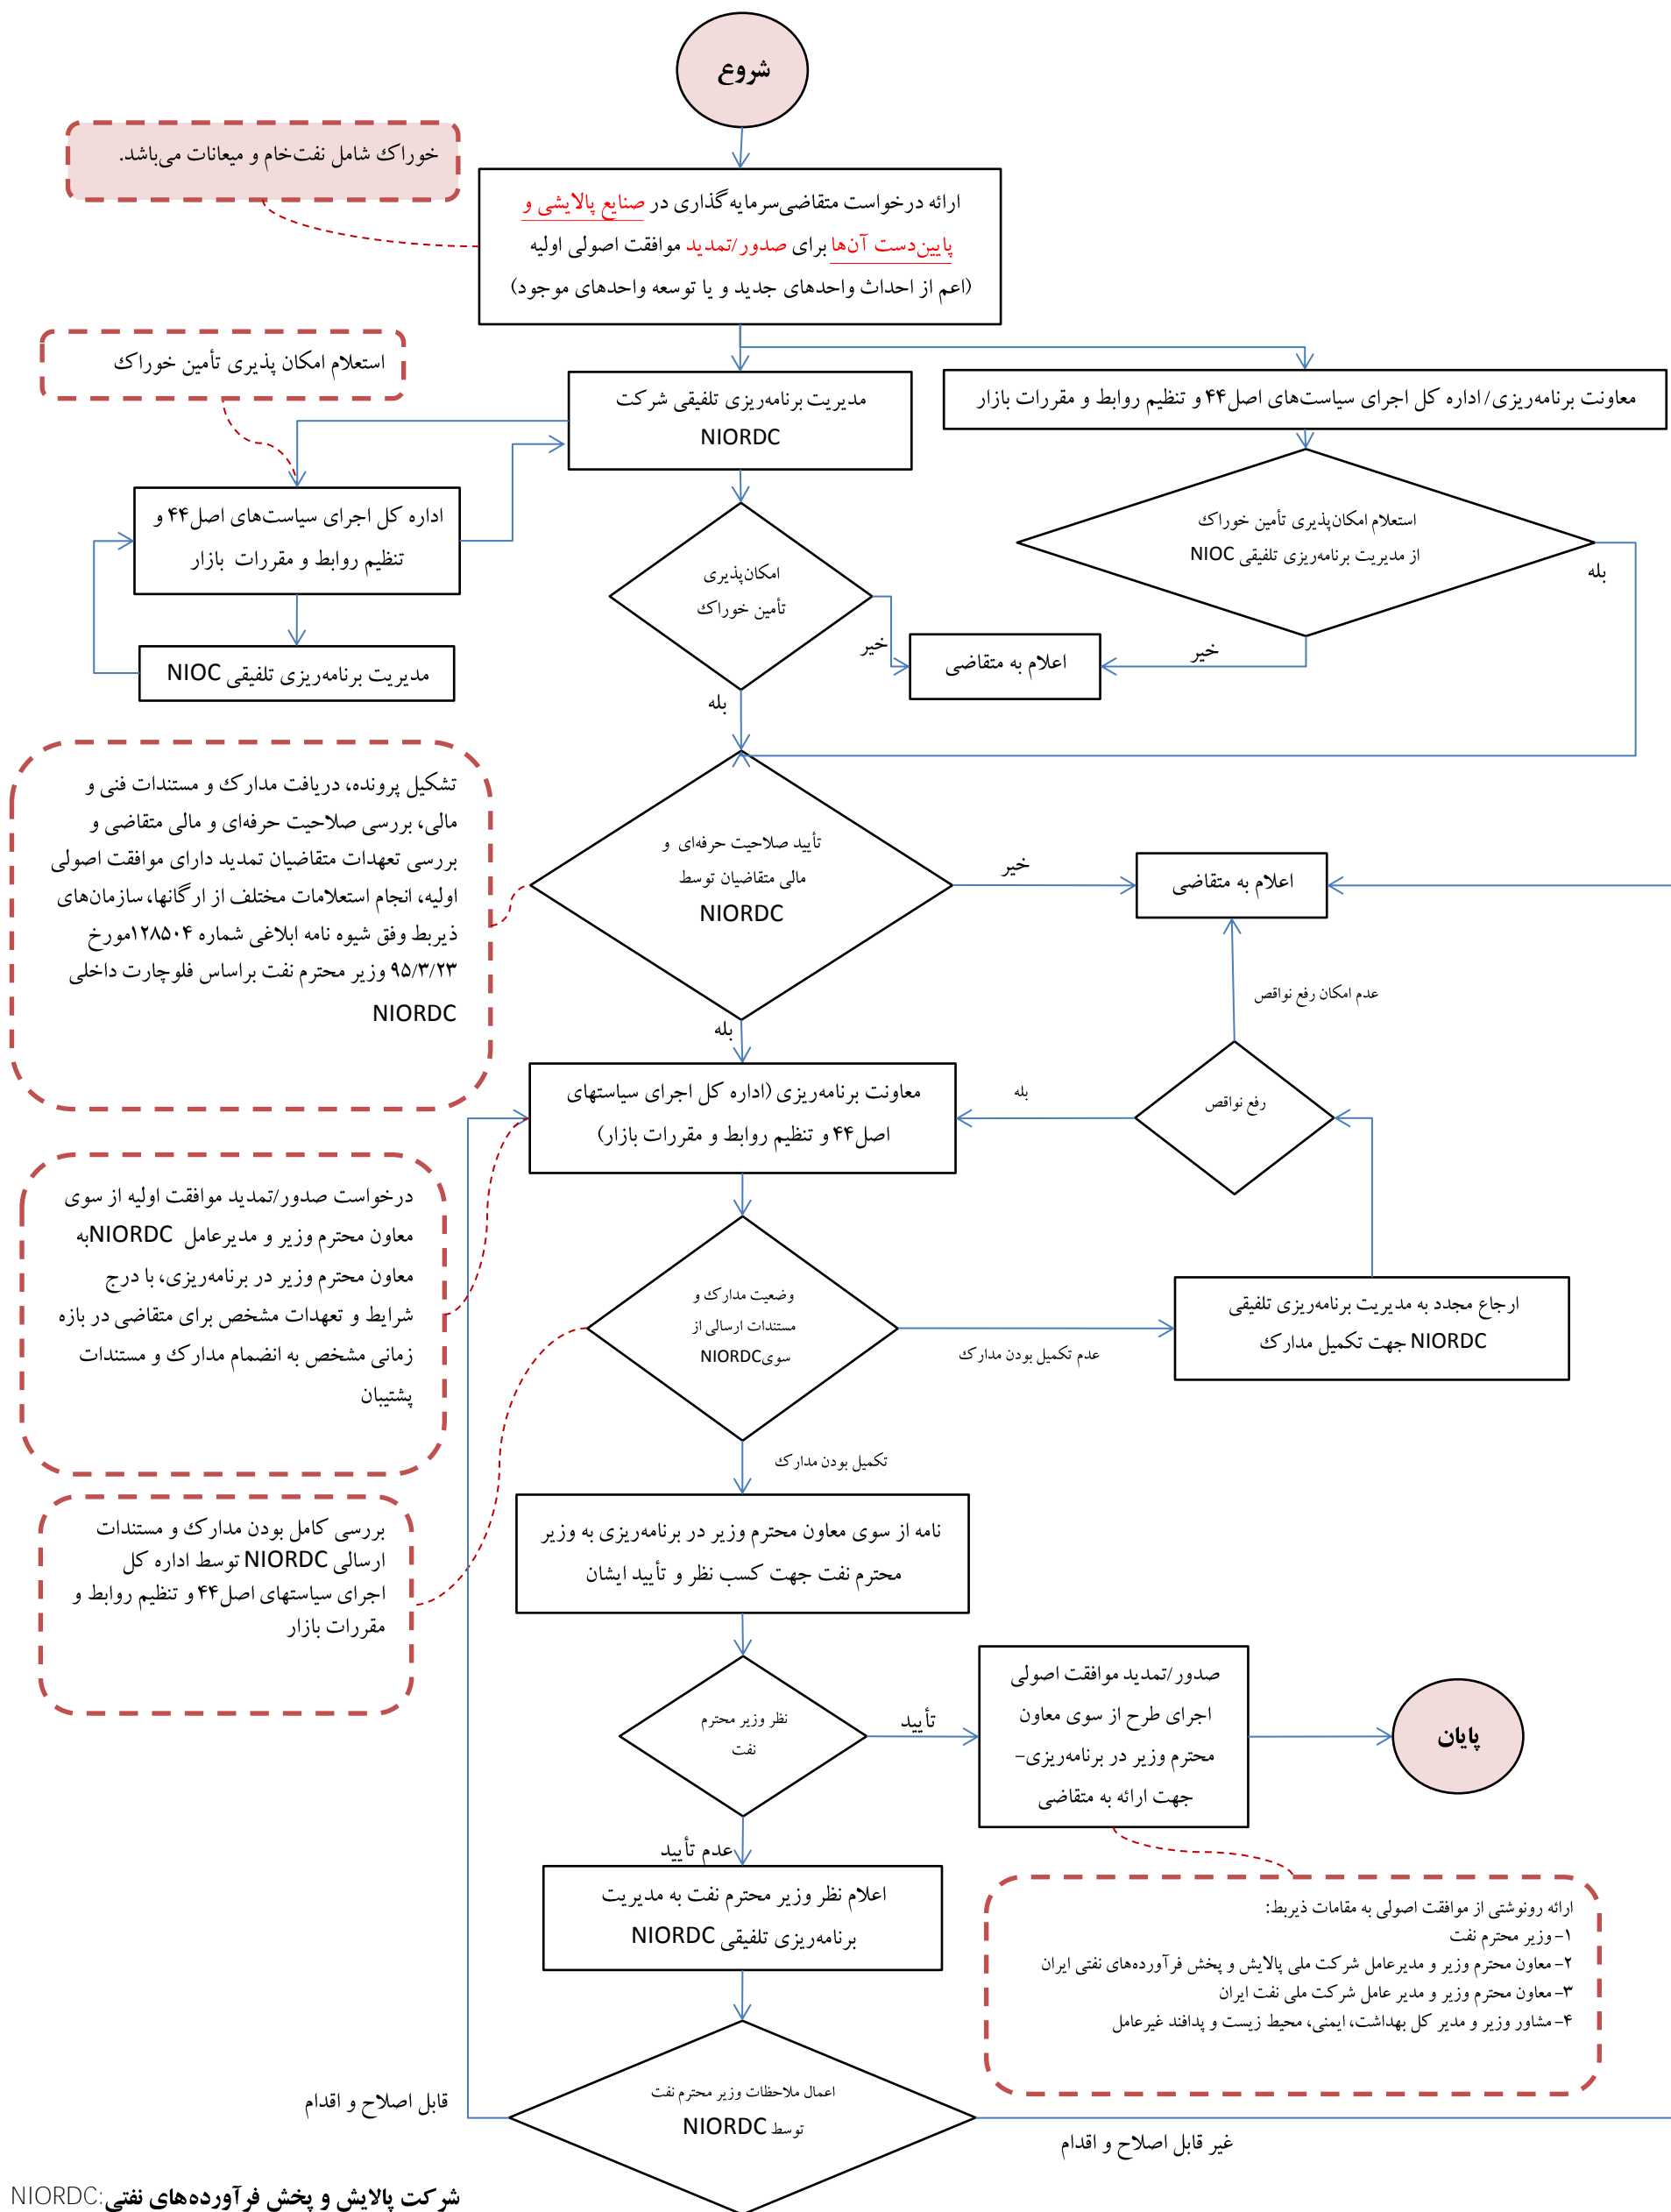 شروع
خوراک شامل نفت‌خام و میعانات می‌باشد.
ارائه درخواست متقاضی‌سرمایه‌گذاری در صنایع پالایشی و
پایین‌دست آن‌ها برای صدور/تمدید موافقت اصولی اولیه
(اعم از احداث واحدهای جدید و یا توسعه واحدهای موجود)
استعلام امکان پذیری تأمین خوراک
مدیریت برنامه‌ریزی تلفیقی شرکت
NIORDC
معاونت برنامه‌ریزی/ اداره کل اجرای سیاست‌های اصل۴۴ و تنظیم روابط و مقررات بازار
اداره کل اجرای سیاست‌های اصل۴۴ و
تنظیم روابط و مقررات بازار
استعلام امکان‌پذیری تأمین خوراک
از مدیریت برنامه‌ریزی تلفیقی NIOC
بله
امکان‌پذیری
تأمین خوراک
خیر
خیر
اعلام به متقاضی
مدیریت برنامه‌ریزی تلفیقی NIOC
بله
تشکیل پرونده، دریافت مدارک و مستندات فنی و
مالی، بررسی صلاحیت حرفه‌ای و مالی متقاضی و
بررسی تعهدات متقاضیان تمدید دارای موافقت اصولی
اولیه، انجام استعلامات مختلف از ارگانها، سازمان‌های
ذیربط وفق شیوه نامه ابلاغی شماره ۱۲۸۵۰۴مورخ
۹۵/۳/۲۳ وزیر محترم نفت براساس فلوچارت داخلی
NIORDC
تأیید صلاحیت حرفه‌ای و
مالی متقاضیان توسط
NIORDC
خیر
اعلام به متقاضی
عدم امکان رفع نواقص
بله
معاونت برنامه‌ریزی (اداره کل اجرای سیاستهای
اصل۴۴ و تنظیم روابط و مقررات بازار)
بله
رفع نواقص
درخواست صدور/تمدید موافقت اولیه از سوی
معاون محترم وزیر و مدیرعامل NIORDCبه
معاون محترم وزیر در برنامه‌ریزی، با درج
شرایط و تعهدات مشخص برای متقاضی در بازه
زمانی مشخص به انضمام مدارک و مستندات
پشتیبان
وضعیت مدارک و
مستندات ارسالی از
سویNIORDC
عدم تکمیل بودن مدارک
ارجاع مجدد به مدیریت برنامه‌ریزی تلفیقی
NIORDC جهت تکمیل مدارک
تکمیل بودن مدارک
بررسی کامل بودن مدارک و مستندات
ارسالی NIORDC توسط اداره کل
اجرای سیاستهای اصل۴۴ و تنظیم روابط و
مقررات بازار
نامه از سوی معاون محترم وزیر در برنامه‌ریزی به وزیر
محترم نفت جهت کسب نظر و تأیید ایشان
نظر وزیر محترم
نفت
تأیید
صدور/تمدید موافقت اصولی
اجرای طرح از سوی معاون
محترم وزیر در برنامه‌ریزی-
جهت ارائه به متقاضی
پایان
عدم تأیید
اعلام نظر وزیر محترم نفت به مدیریت
برنامه‌ریزی تلفیقی NIORDC
ارائه رونوشتی از موافقت اصولی به مقامات ذیربط:
۱- وزیر محترم نفت
۲- معاون محترم وزیر و مدیرعامل شرکت ملی پالایش و پخش فرآورده‌های نفتی ایران
۳- معاون محترم وزیر و مدیر عامل شرکت ملی نفت ایران
۴- مشاور وزیر و مدیر کل بهداشت، ایمنی، محیط زیست و پدافند غیرعامل
اعمال ملاحظات وزیر محترم نفت
توسط NIORDC
قابل اصلاح و اقدام
غیر قابل اصلاح و اقدام
شرکت پالایش و پخش فرآورده‌های نفتی:NIORDC